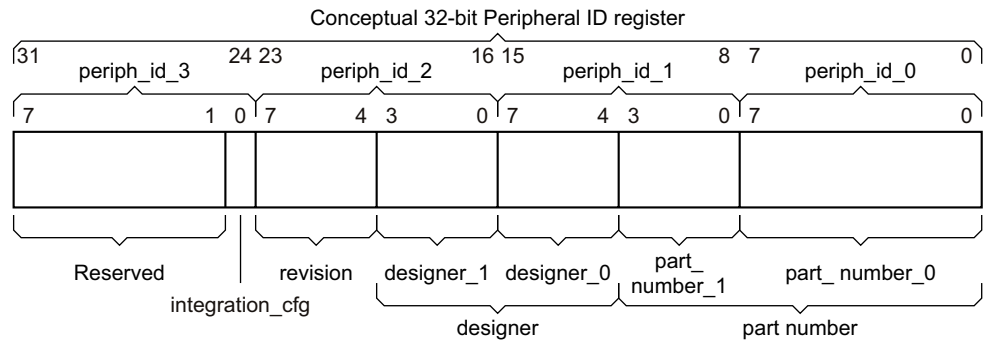 Conceptual 32-bit Peripheral ID register
31 24 23 16 15 8 7 0
periph_id_3 periph_id_2 periph_id_1 periph_id_0
7 1 0 7 4 3 0 7 4 3 0 7 0
Reserved revision designer_1 designer_0 part_ number_1 part_ number_0
integration_cfg
designer part number